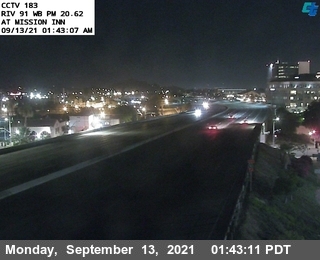 CCTV 183
RIV 91 WB PM 20.62
AT MISSION INN
09/13/21 01:43:07 AM
Monday, September 13, 2021 01:43:11 PDT